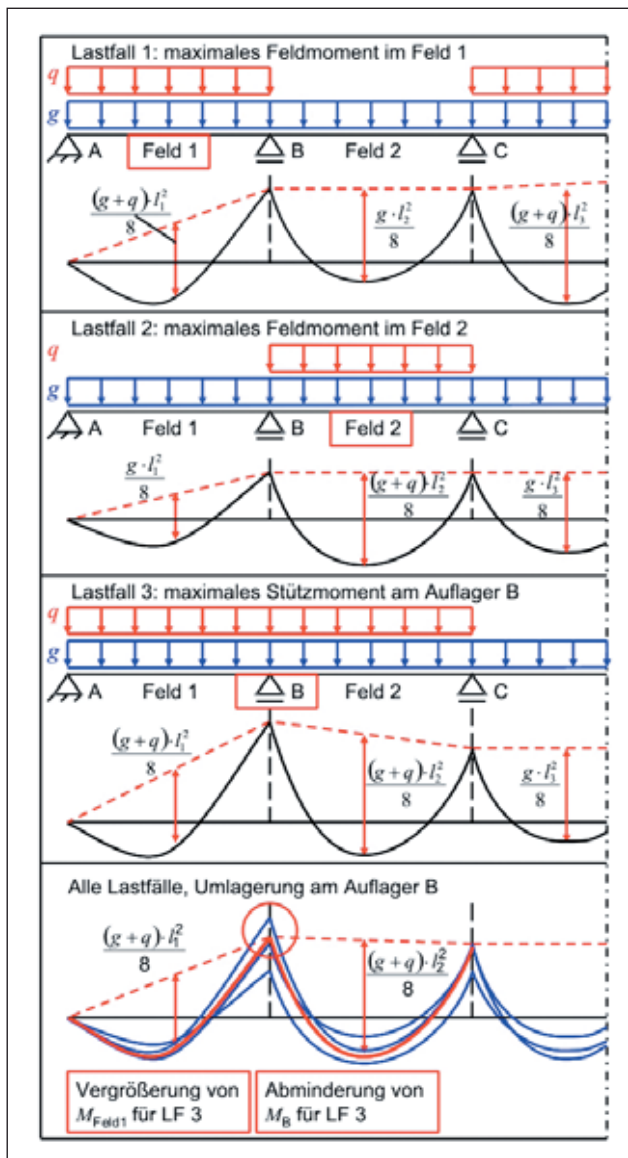 Lastfall 1: maximales Feldmoment im Feld 1
q
g
A Feld 1 B Feld 2 C
(g+q)·l₁²/8 g·l₂²/8 (g+q)·l₃²/8
Lastfall 2: maximales Feldmoment im Feld 2
q
g
A Feld 1 B Feld 2 C
g·l₁²/8 (g+q)·l₂²/8 g·l₃²/8
Lastfall 3: maximales Stützmoment am Auflager B
q
g
A Feld 1 B Feld 2 C
(g+q)·l₁²/8 (g+q)·l₂²/8 g·l₃²/8
Alle Lastfälle, Umlagerung am Auflager B
(g+q)·l₁²/8 (g+q)·l₂²/8
Vergrößerung von
M_Feld1 für LF 3
Abminderung von
M_B für LF 3